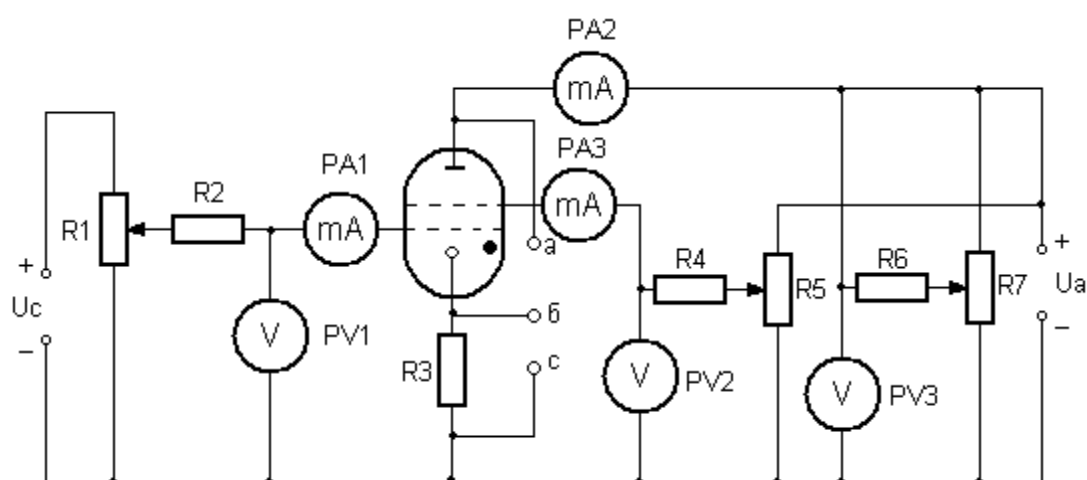 PA2
mA
PA1
PA3
R2
R1
mA
mA
а
+
Uc
−
V
PV1
б
R3
с
R4
R5
R6
R7
+
Ua
−
V
PV2
V
PV3